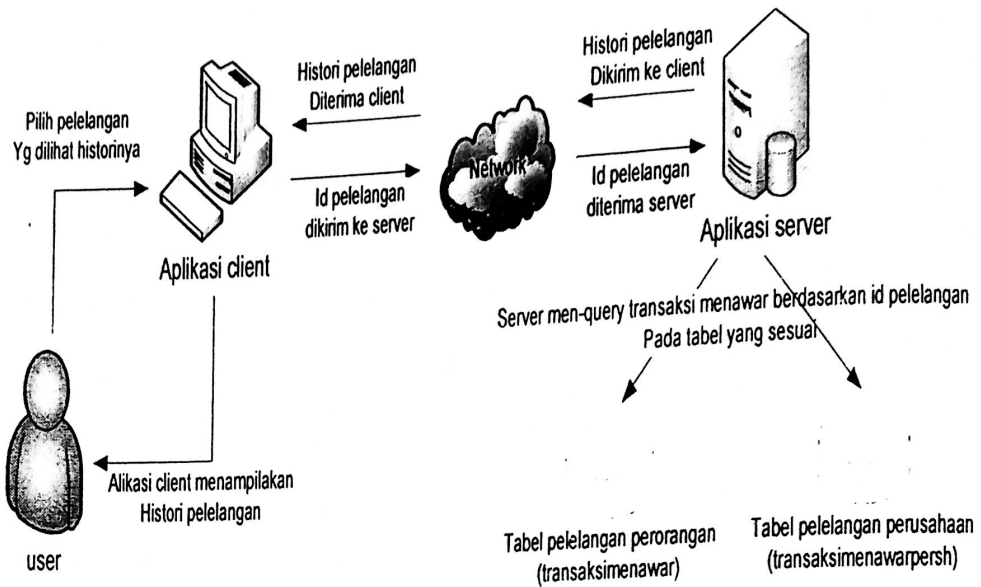 Histori pelelangan
Dikirim ke client
Histori pelelangan
Diterima client
Pilih pelelangan
Yg dilihat historinya
Network
Id pelelangan
dikirim ke server
Id pelelangan
diterima server
Aplikasi client
Aplikasi server
Server men-query transaksi menawar berdasarkan id pelelangan
Pada tabel yang sesuai
Alikasi client menampilakan
Histori pelelangan
user
Tabel pelelangan perorangan
(transaksimenawar)
Tabel pelelangan perusahaan
(transaksimenawarpersh)